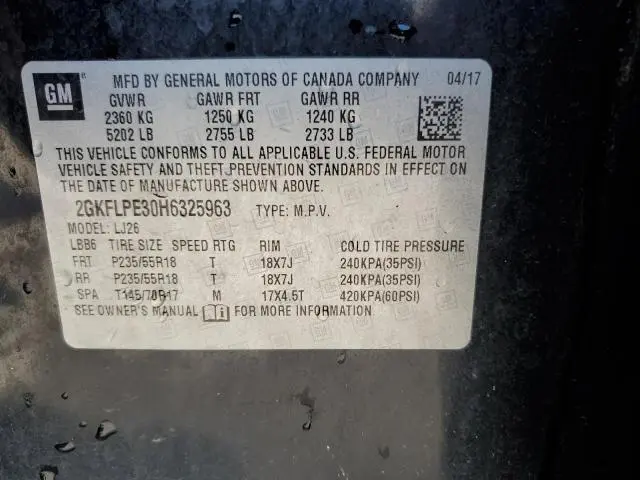 GM ®
MFD BY GENERAL MOTORS OF CANADA COMPANY 04/17
GVWR GAWR FRT GAWR RR
2360 KG 1250 KG 1240 KG
5202 LB 2755 LB 2733 LB
THIS VEHICLE CONFORMS TO ALL APPLICABLE U.S. FEDERAL MOTOR
VEHICLE SAFETY AND THEFT PREVENTION STANDARDS IN EFFECT ON
THE DATE OF MANUFACTURE SHOWN ABOVE.
2GKFLPE30H6325963 TYPE: M.P.V.
MODEL: LJ26
LBB6 TIRE SIZE SPEED RTG RIM COLD TIRE PRESSURE
FRT P235/55R18 T 18X7J 240KPA(35PSI)
RR P235/55R18 T 18X7J 240KPA(35PSI)
SPA T145/70R17 M 17X4.5T 420KPA(60PSI)
SEE OWNER'S MANUAL FOR MORE INFORMATION